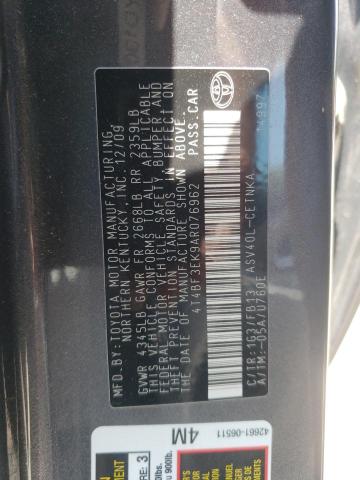 MFD.BY:TOYOTA MOTOR MANUFACTURING
NORTHERN KENTUCKY,INC. 12/09
GVWR 4345LB GAWR FR 2668LB RR 2359LB
THIS VEHICLE CONFORMS TO ALL APPLICABLE
FEDERAL MOTOR VEHICLE SAFETY, BUMPER AND
THEFT PREVENTION STANDARDS IN EFFECT ON
THE DATE OF MANUFACTURE SHOWN ABOVE.
4T4BF3EK9AR076962 PASS.CAR
C/TR:1G3/FB13 ASV40L-CETNKA
A/TM:-05A/U760E
42661-06511
4M